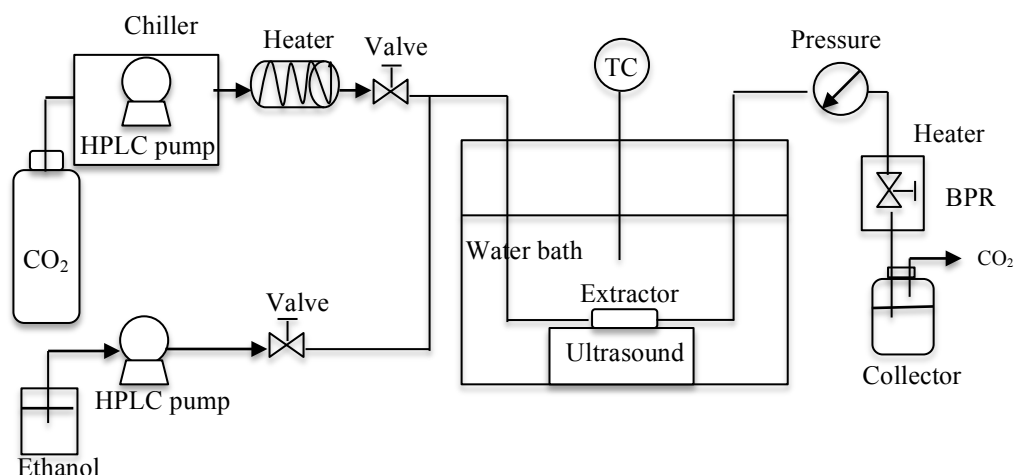 Chiller
Heater
Valve
Pressure
TC
HPLC pump
Heater
BPR
CO₂
Water bath
CO₂
Extractor
Valve
Ultrasound
Collector
HPLC pump
Ethanol